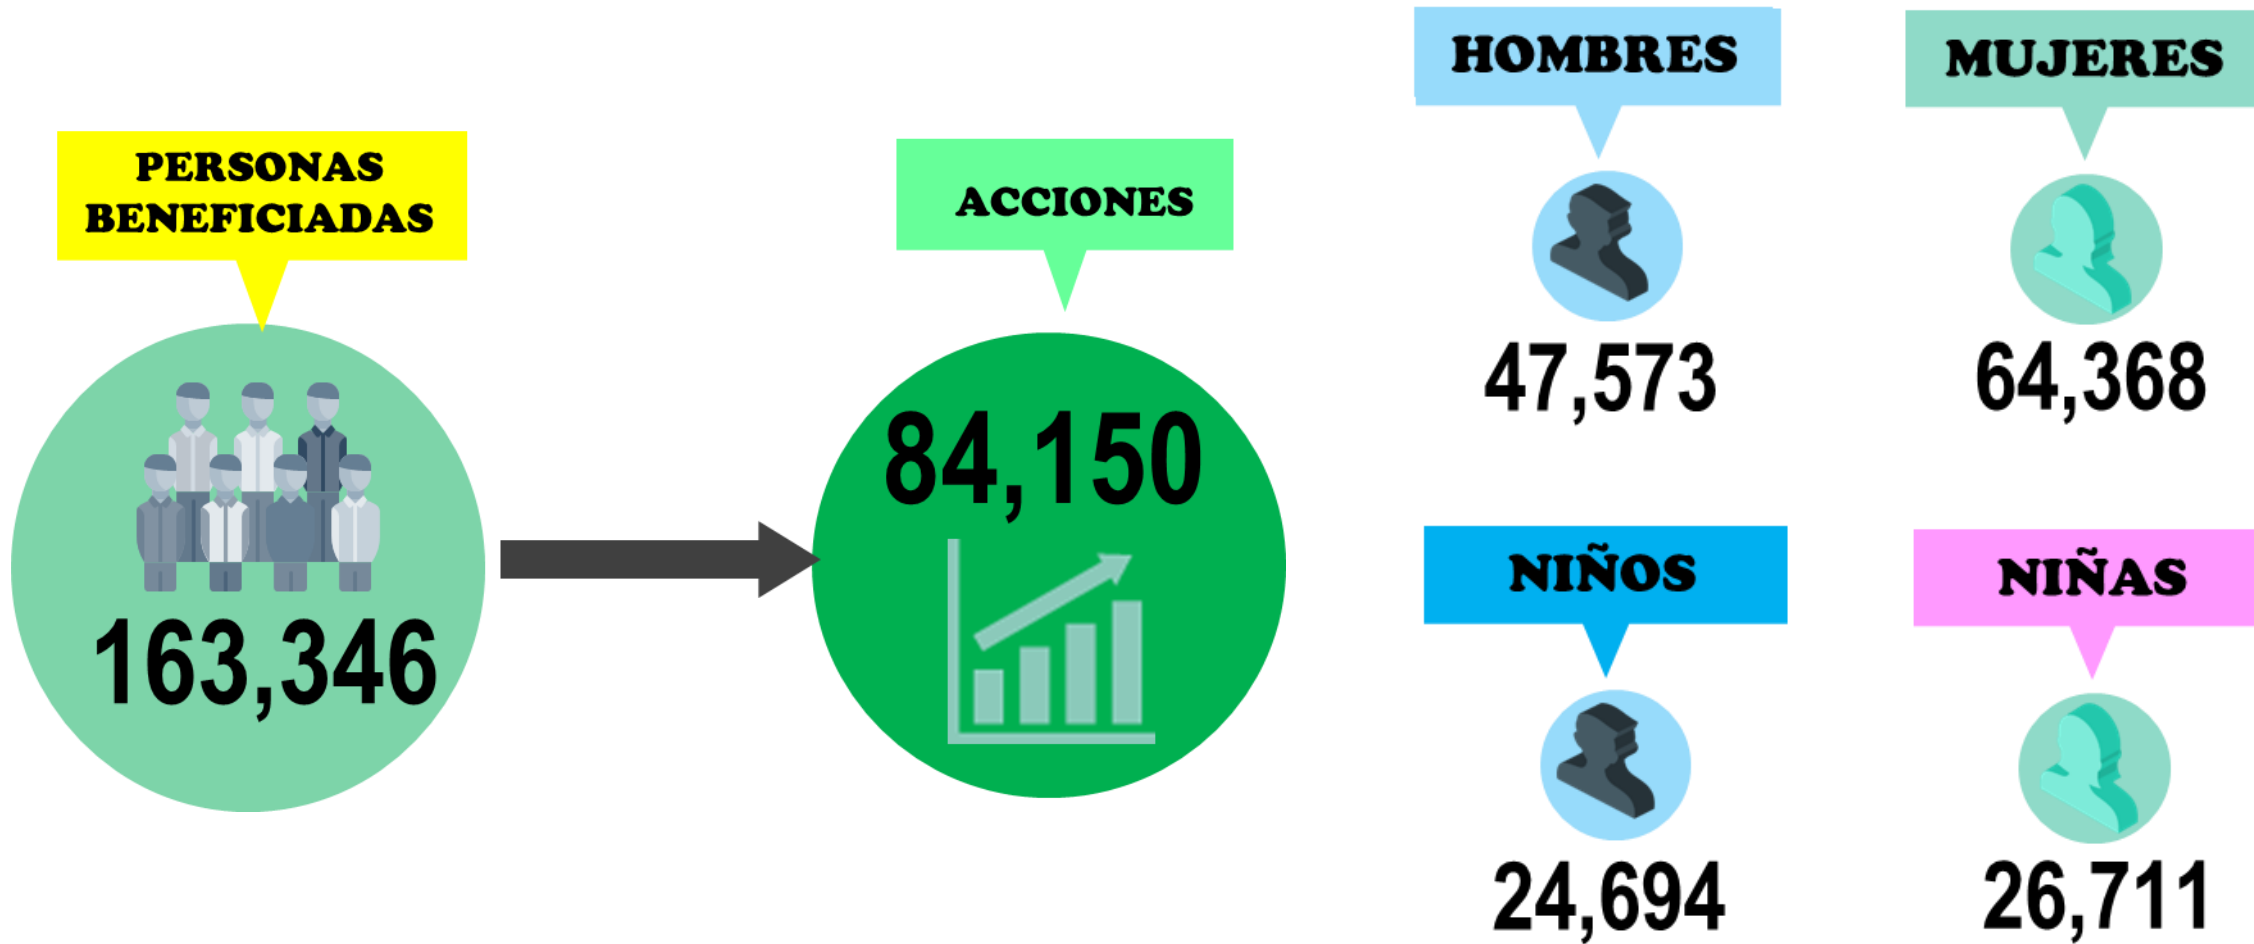 PERSONAS
BENEFICIADAS
163,346
ACCIONES
84,150
HOMBRES
47,573
MUJERES
64,368
NIÑOS
24,694
NIÑAS
26,711